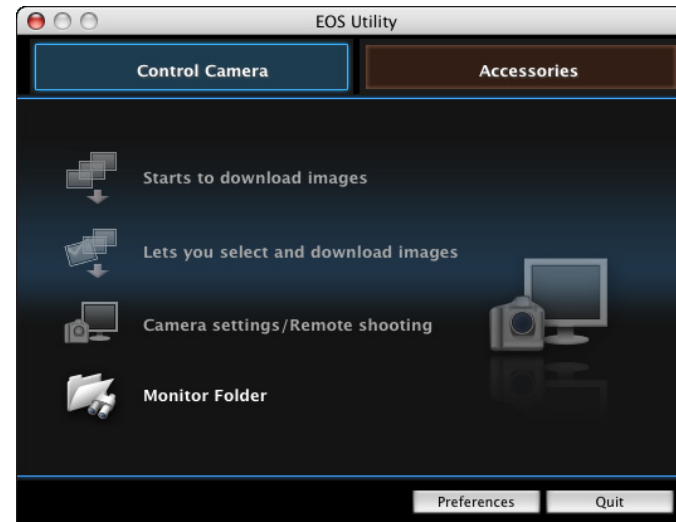 EOS Utility
Control Camera
Accessories
Starts to download images
Lets you select and download images
Camera settings/Remote shooting
Monitor Folder
Preferences
Quit